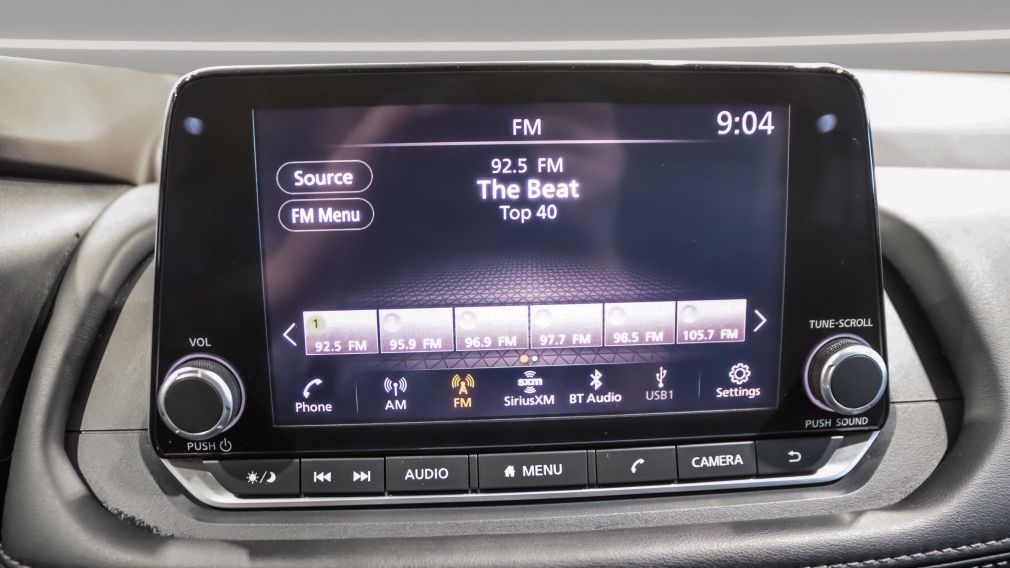 FM
9:04
Source
FM Menu
92.5 FM
The Beat
Top 40
1
92.5 FM
95.9 FM
96.9 FM
97.7 FM
98.5 FM
105.7 FM
Phone
AM
FM
sxm
SiriusXM
BT Audio
USB1
Settings
VOL
PUSH
TUNE·SCROLL
PUSH SOUND
AUDIO
MENU
CAMERA